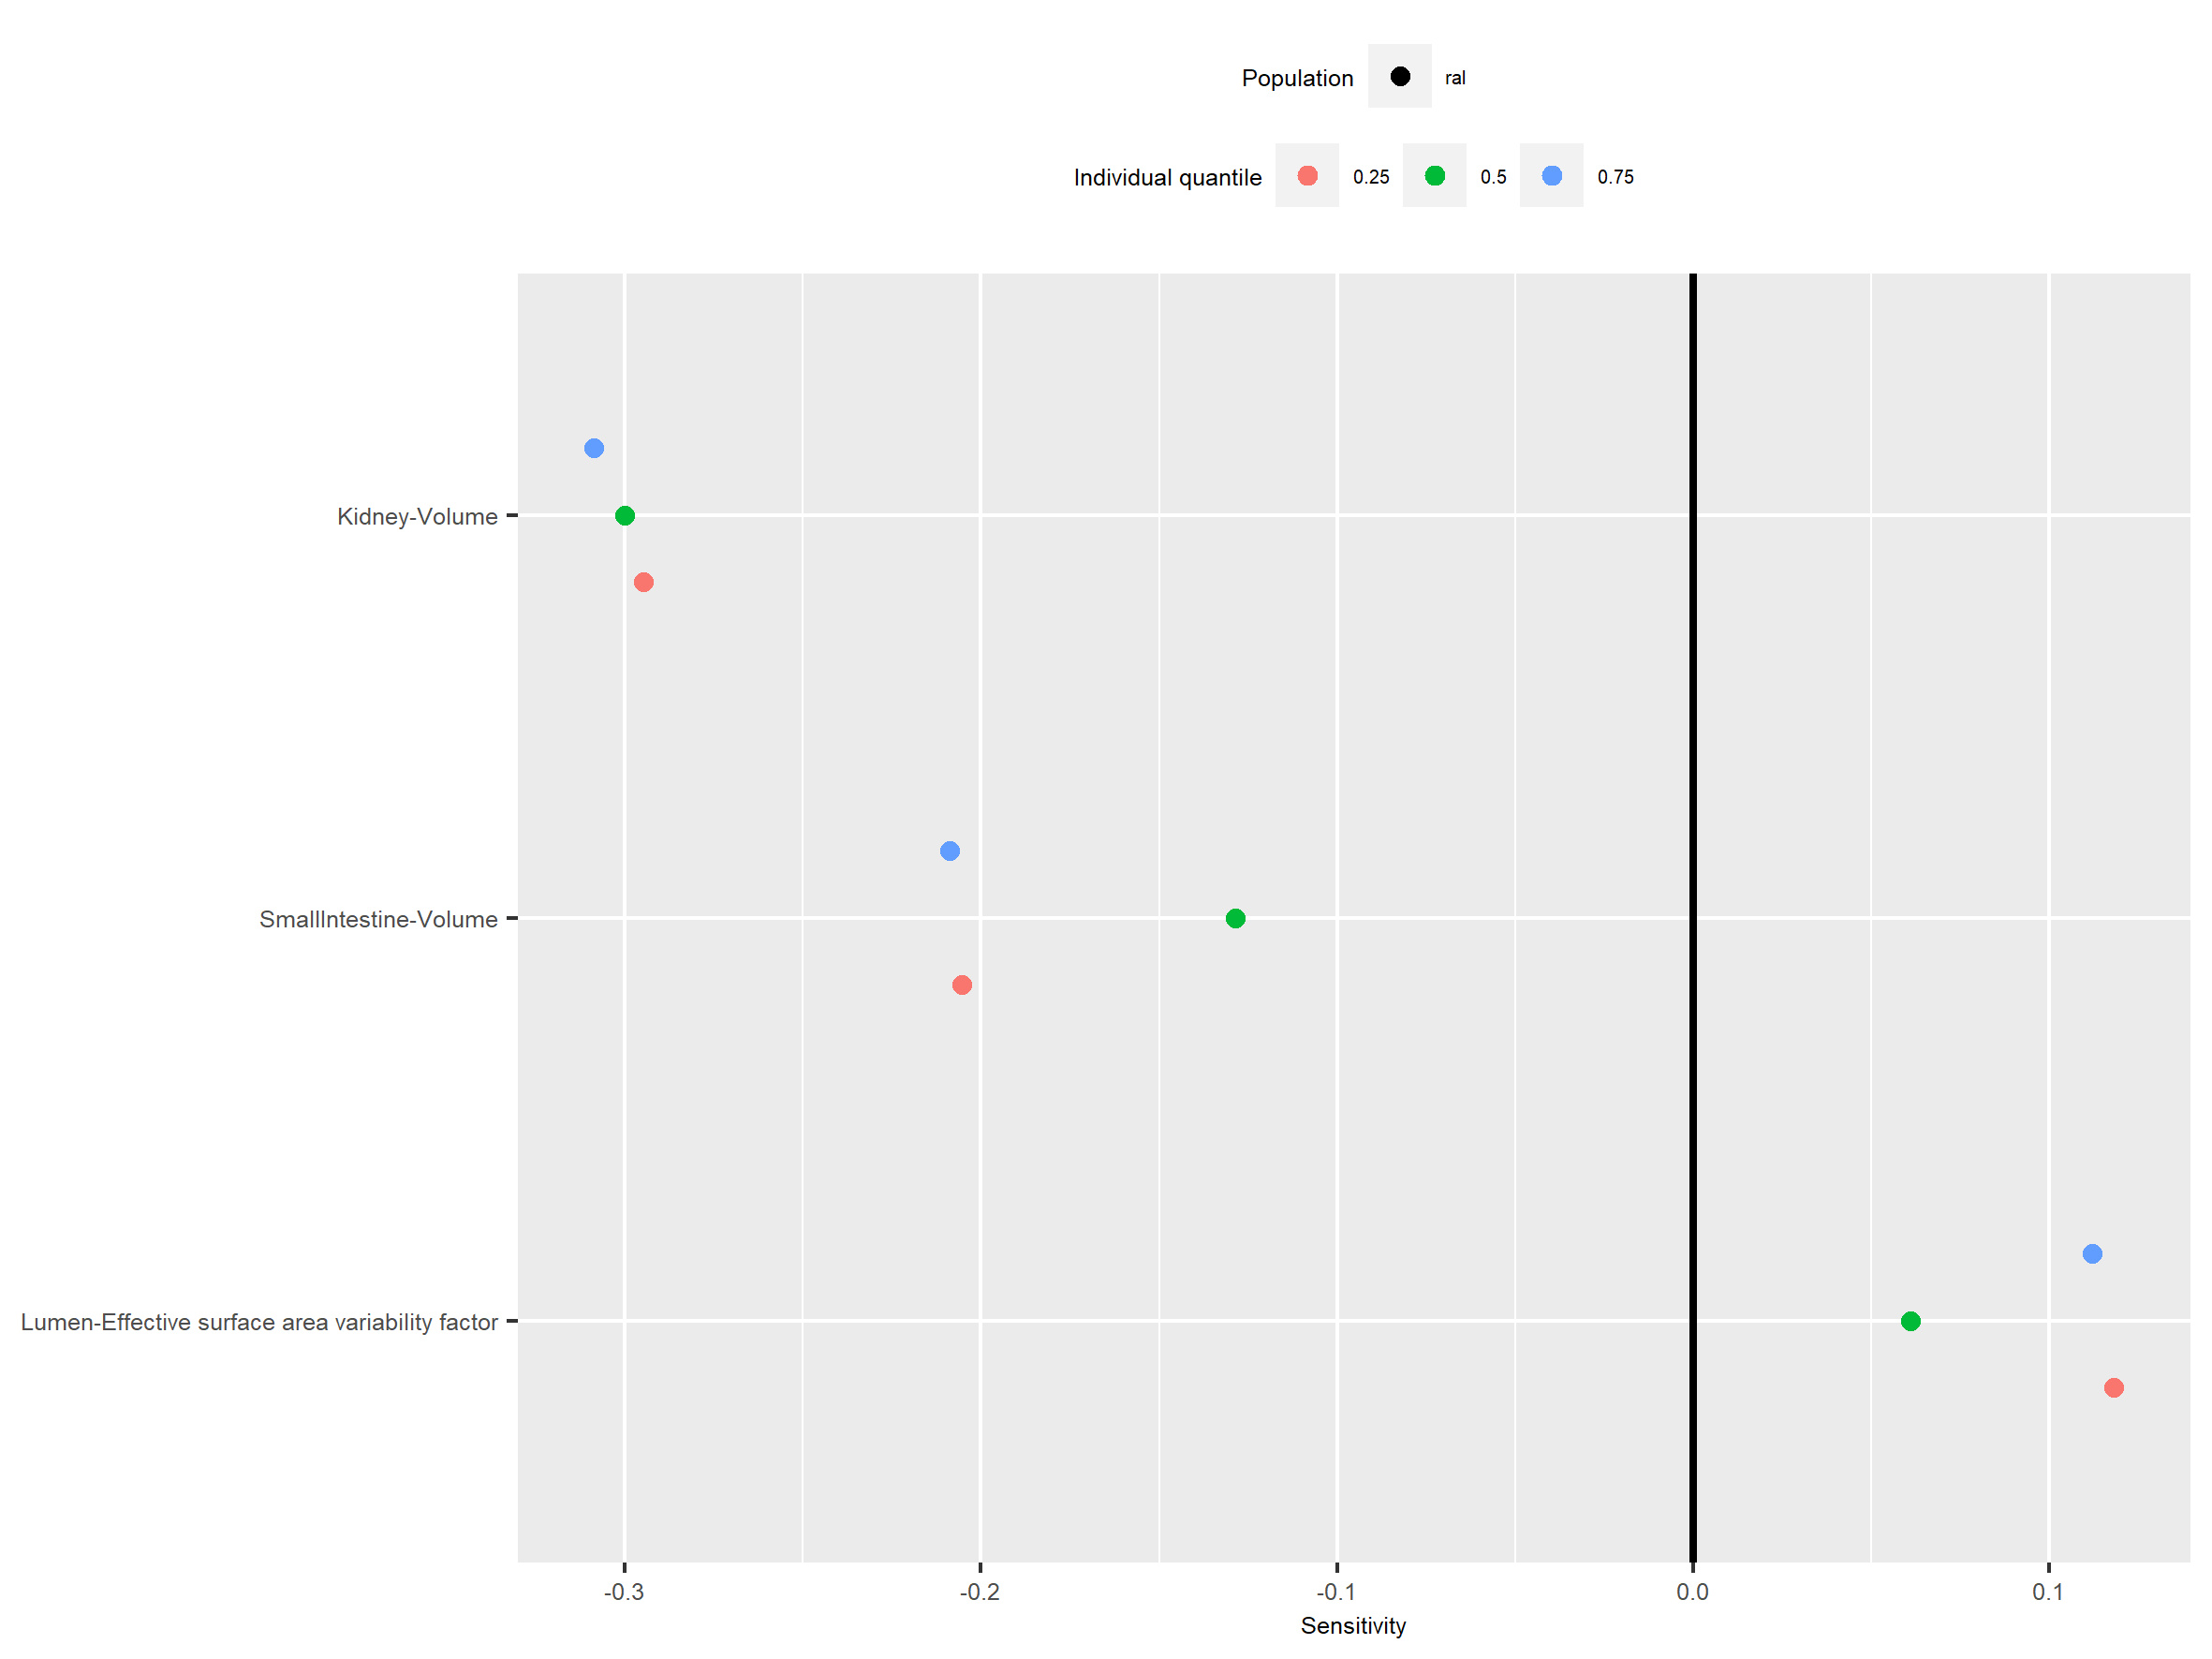 Population ral
Individual quantile 0.25 0.5 0.75
Kidney-Volume
SmallIntestine-Volume
Lumen-Effective surface area variability factor
-0.3 -0.2 -0.1 0.0 0.1
Sensitivity